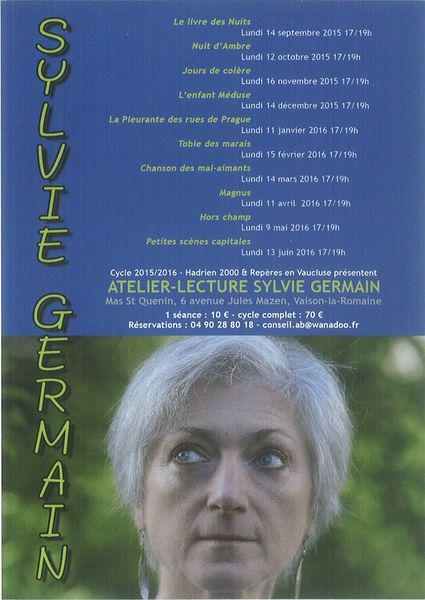 SYLVIE GERMAIN
Le livre des Nuits
Lundi 14 septembre 2015 17/19h
Nuit d'Ambre
Lundi 12 octobre 2015 17/19h
Jours de colère
Lundi 16 novembre 2015 17/19h
L'enfant Méduse
Lundi 14 décembre 2015 17/19h
La Pleurante des rues de Prague
Lundi 11 janvier 2016 17/19h
Tobie des marais
Lundi 15 février 2016 17/19h
Chanson des mal-aimants
Lundi 14 mars 2016 17/19h
Magnus
Lundi 11 avril 2016 17/19h
Hors champ
Lundi 9 mai 2016 17/19h
Petites scènes capitales
Lundi 13 juin 2016 17/19h
Cycle 2015/2016 - Hadrien 2000 & Repères en Vaucluse présentent
ATELIER-LECTURE SYLVIE GERMAIN
Mas St Quenin, 6 avenue Jules Mazen, Vaison-la-Romaine
1 séance : 10 € - cycle complet : 70 €
Réservations : 04 90 28 80 18 - conseil.ab@wanadoo.fr